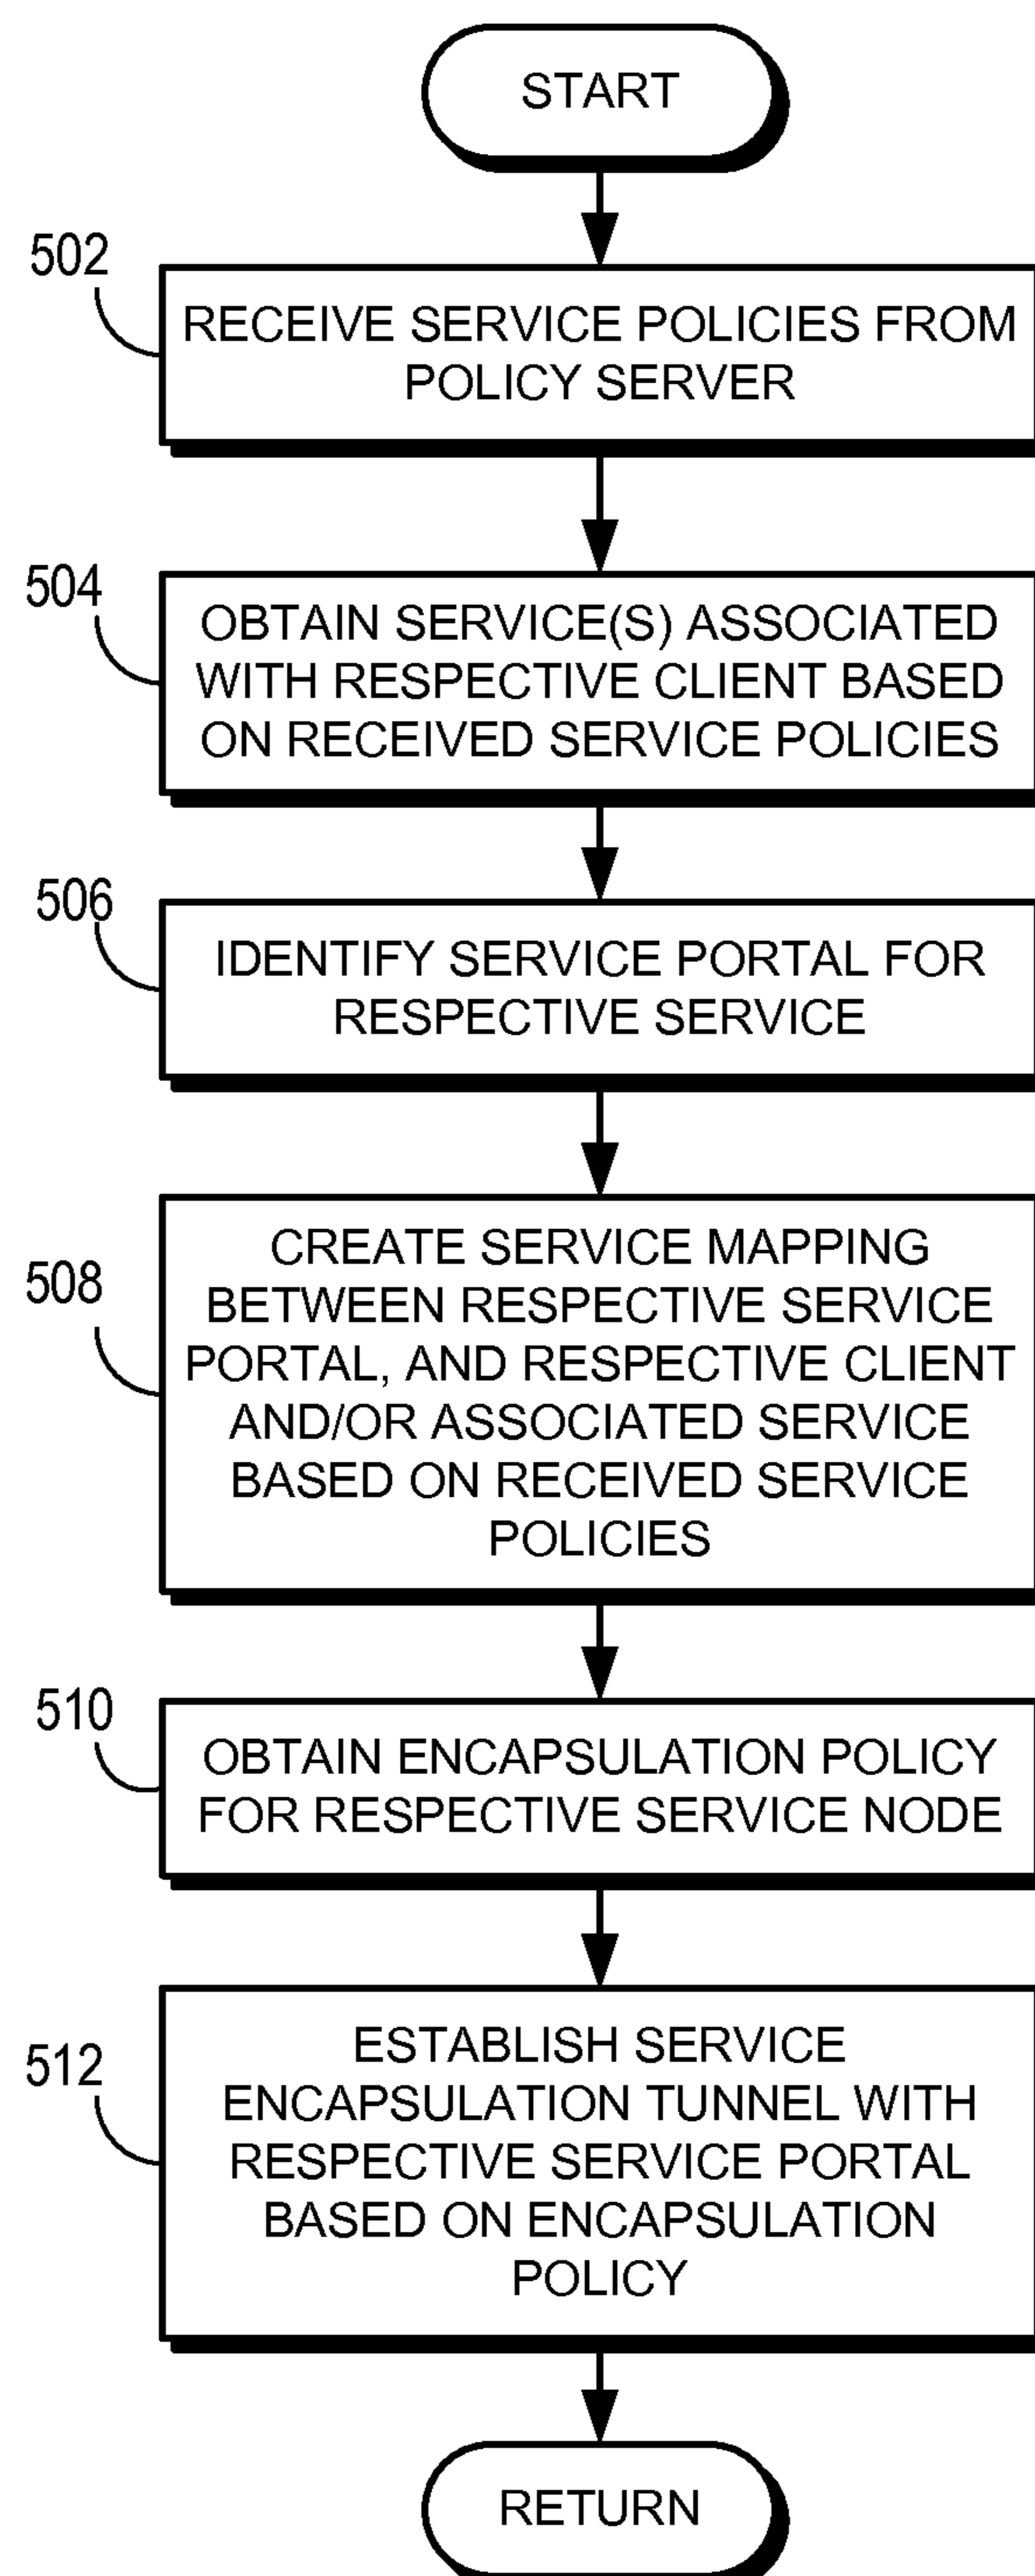 START
502
RECEIVE SERVICE POLICIES FROM
POLICY SERVER
504
OBTAIN SERVICE(S) ASSOCIATED
WITH RESPECTIVE CLIENT BASED
ON RECEIVED SERVICE POLICIES
506
IDENTIFY SERVICE PORTAL FOR
RESPECTIVE SERVICE
508
CREATE SERVICE MAPPING
BETWEEN RESPECTIVE SERVICE
PORTAL, AND RESPECTIVE CLIENT
AND/OR ASSOCIATED SERVICE
BASED ON RECEIVED SERVICE
POLICIES
510
OBTAIN ENCAPSULATION POLICY
FOR RESPECTIVE SERVICE NODE
512
ESTABLISH SERVICE
ENCAPSULATION TUNNEL WITH
RESPECTIVE SERVICE PORTAL
BASED ON ENCAPSULATION
POLICY
RETURN